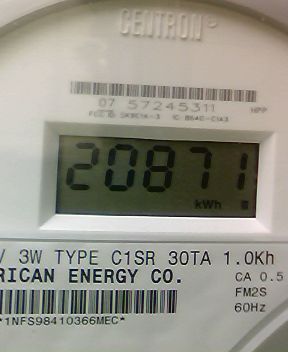 CENTRON®
07 57245311
20871
kWh
V 3W TYPE C1SR 30TA 1.0Kh
RICAN ENERGY CO.
CA 0.5
FM2S
60Hz
*1NFS98410366MEC*